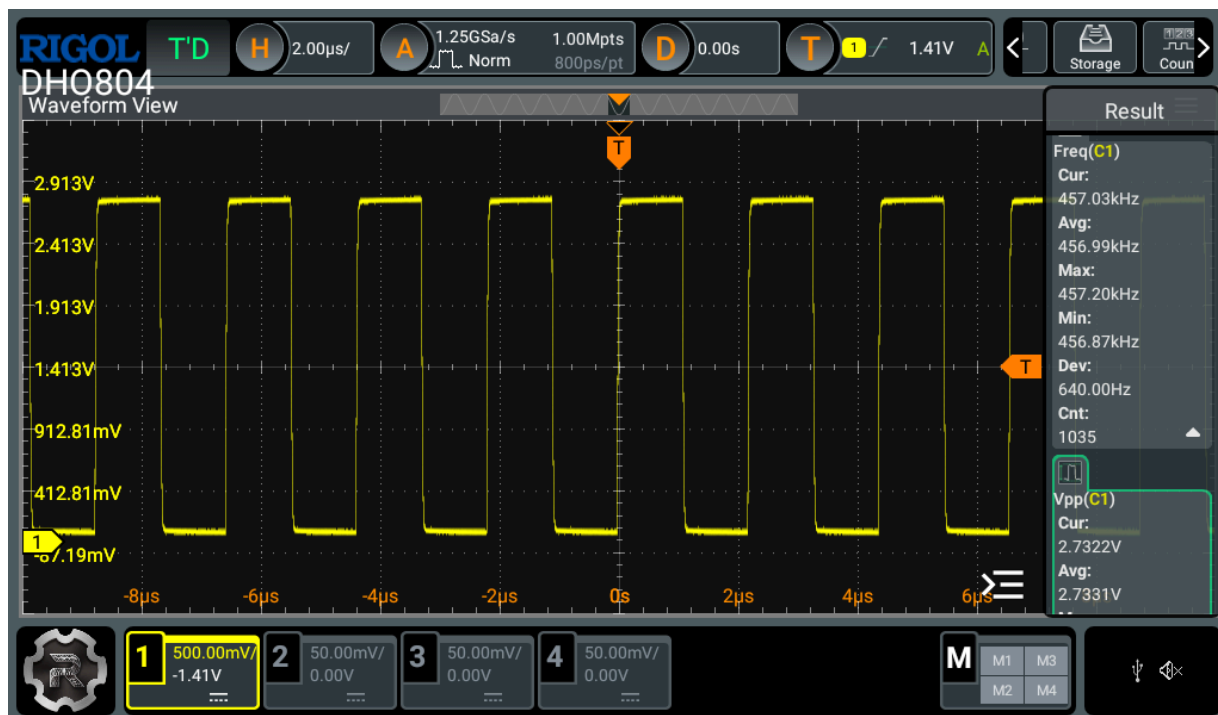 RIGOL T'D H 2.00µs/ A 1.25GSa/s 1.00Mpts D 0.00s T 1 1.41V A
Norm 800ps/pt Storage Coun
DHO804
Waveform View
Result
T
Freq(C1)
Cur:
457.03kHz
Avg:
456.99kHz
Max:
457.20kHz
Min:
456.87kHz
Dev:
640.00Hz
Cnt:
1035
Vpp(C1)
Cur:
2.7322V
Avg:
2.7331V
2.913V
2.413V
1.913V
1.413V
T
912.81mV
412.81mV
1
-87.19mV
-8µs -6µs -4µs -2µs 0s 2µs 4µs 6µs
1 500.00mV/ 2 50.00mV/ 3 50.00mV/ 4 50.00mV/ M M1 M3
-1.41V 0.00V 0.00V 0.00V M2 M4
R